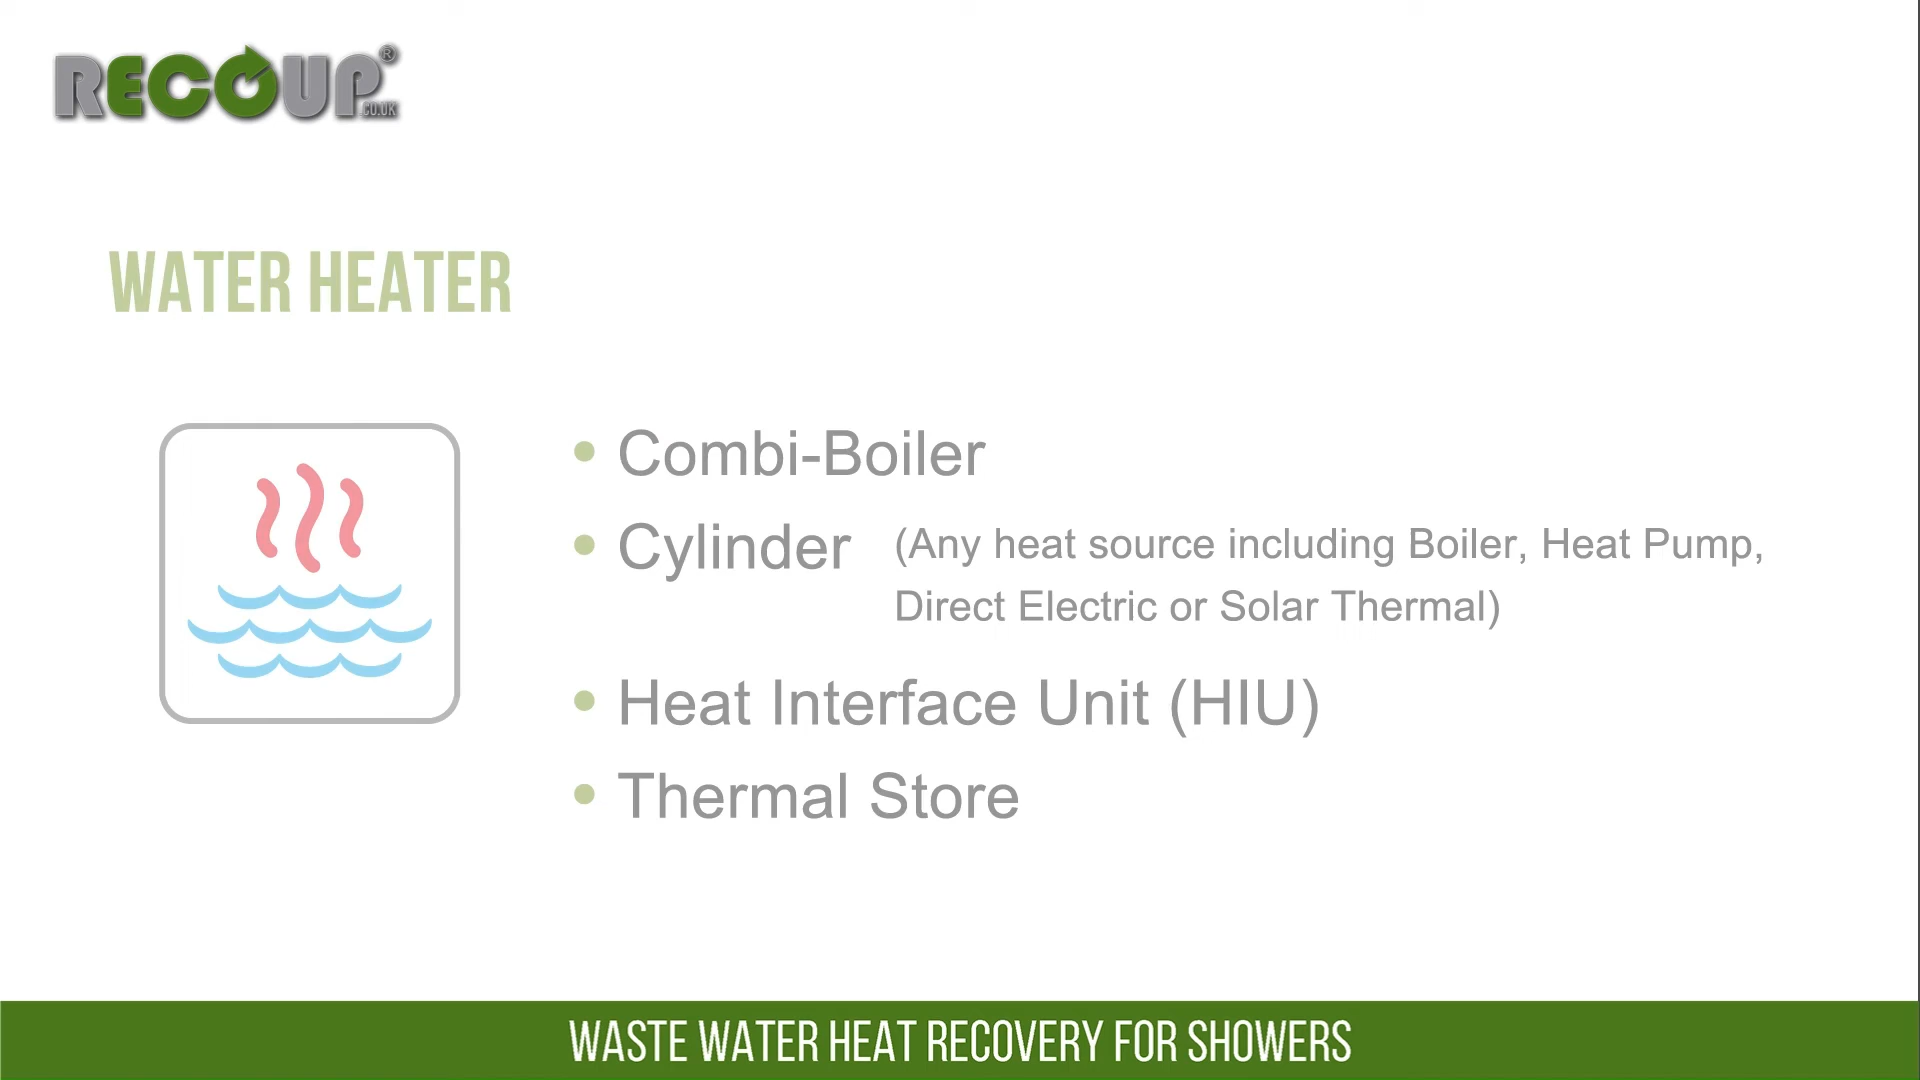 RECOUP®
.CO.UK
WATER HEATER
• Combi-Boiler
• Cylinder (Any heat source including Boiler, Heat Pump,
Direct Electric or Solar Thermal)
• Heat Interface Unit (HIU)
• Thermal Store
WASTE WATER HEAT RECOVERY FOR SHOWERS